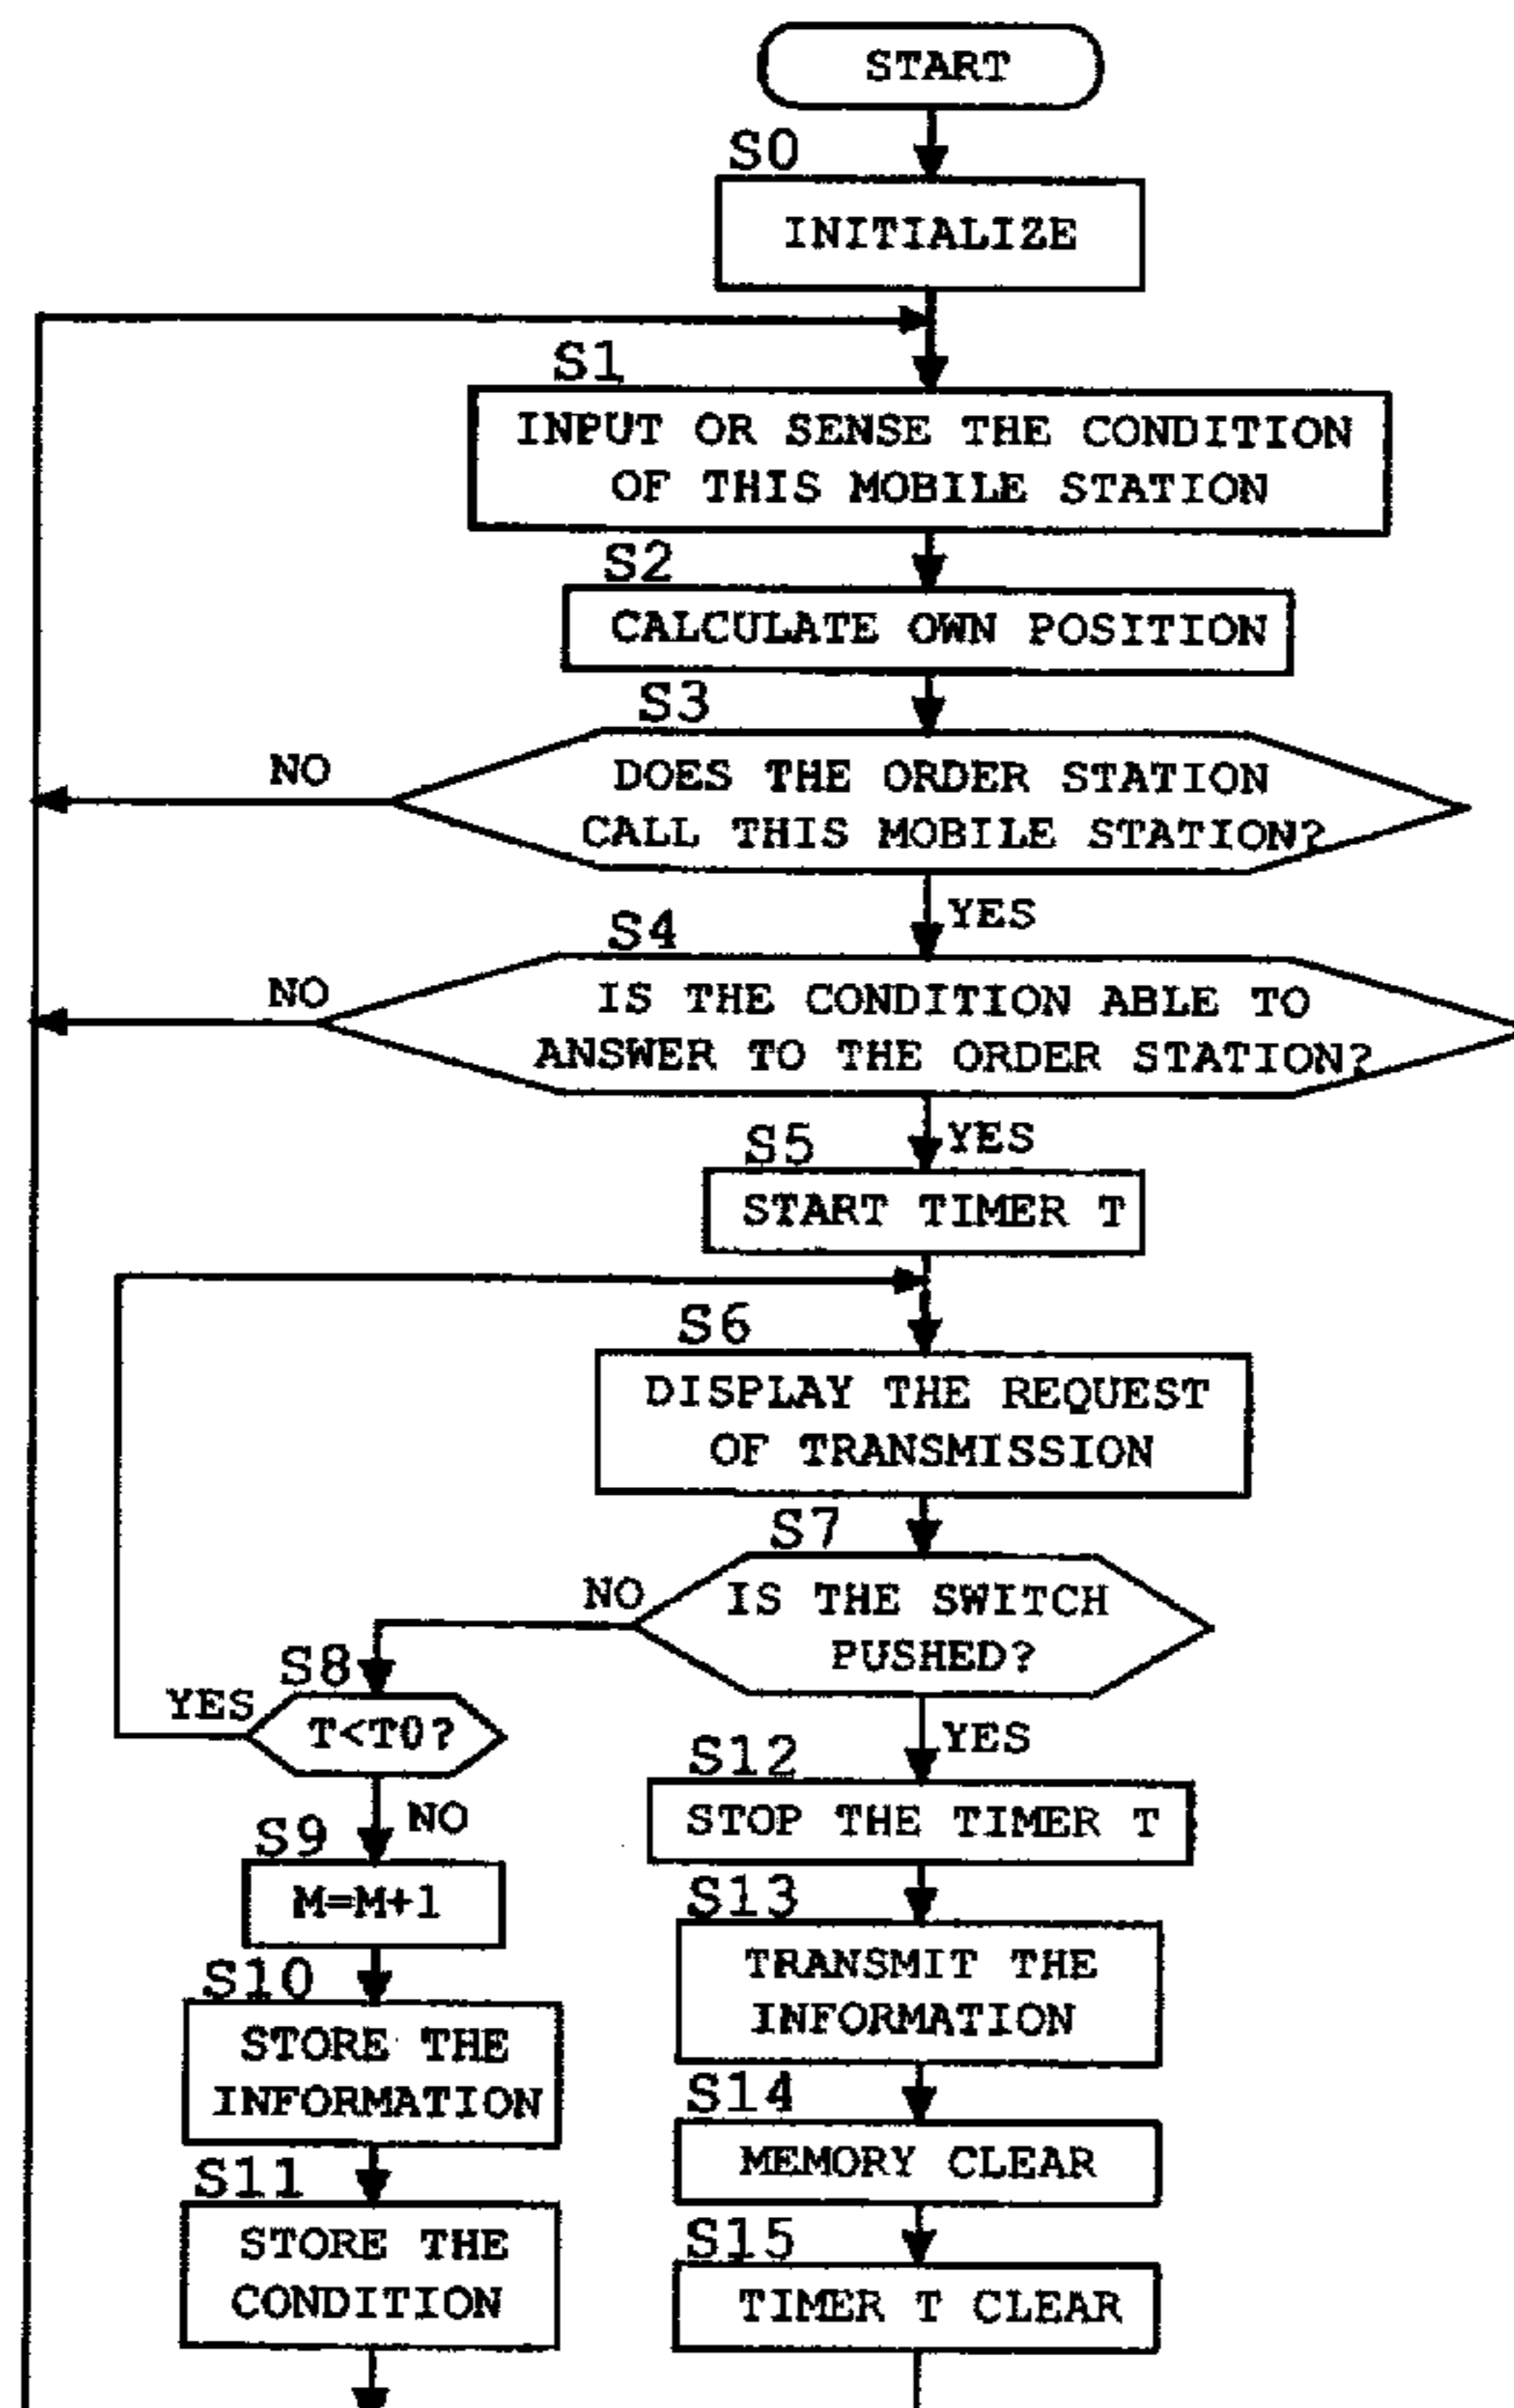 START
S0
INITIALIZE
S1
INPUT OR SENSE THE CONDITION
OF THIS MOBILE STATION
S2
CALCULATE OWN POSITION
S3
NO
DOES THE ORDER STATION
CALL THIS MOBILE STATION?
YES
S4
NO
IS THE CONDITION ABLE TO
ANSWER TO THE ORDER STATION?
YES
S5
START TIMER T
S6
DISPLAY THE REQUEST
OF TRANSMISSION
S7
NO
IS THE SWITCH
PUSHED?
S8
YES
T<T0?
NO
S9
M=M+1
S10
STORE THE
INFORMATION
S11
STORE THE
CONDITION
YES
S12
STOP THE TIMER T
S13
TRANSMIT THE
INFORMATION
S14
MEMORY CLEAR
S15
TIMER T CLEAR